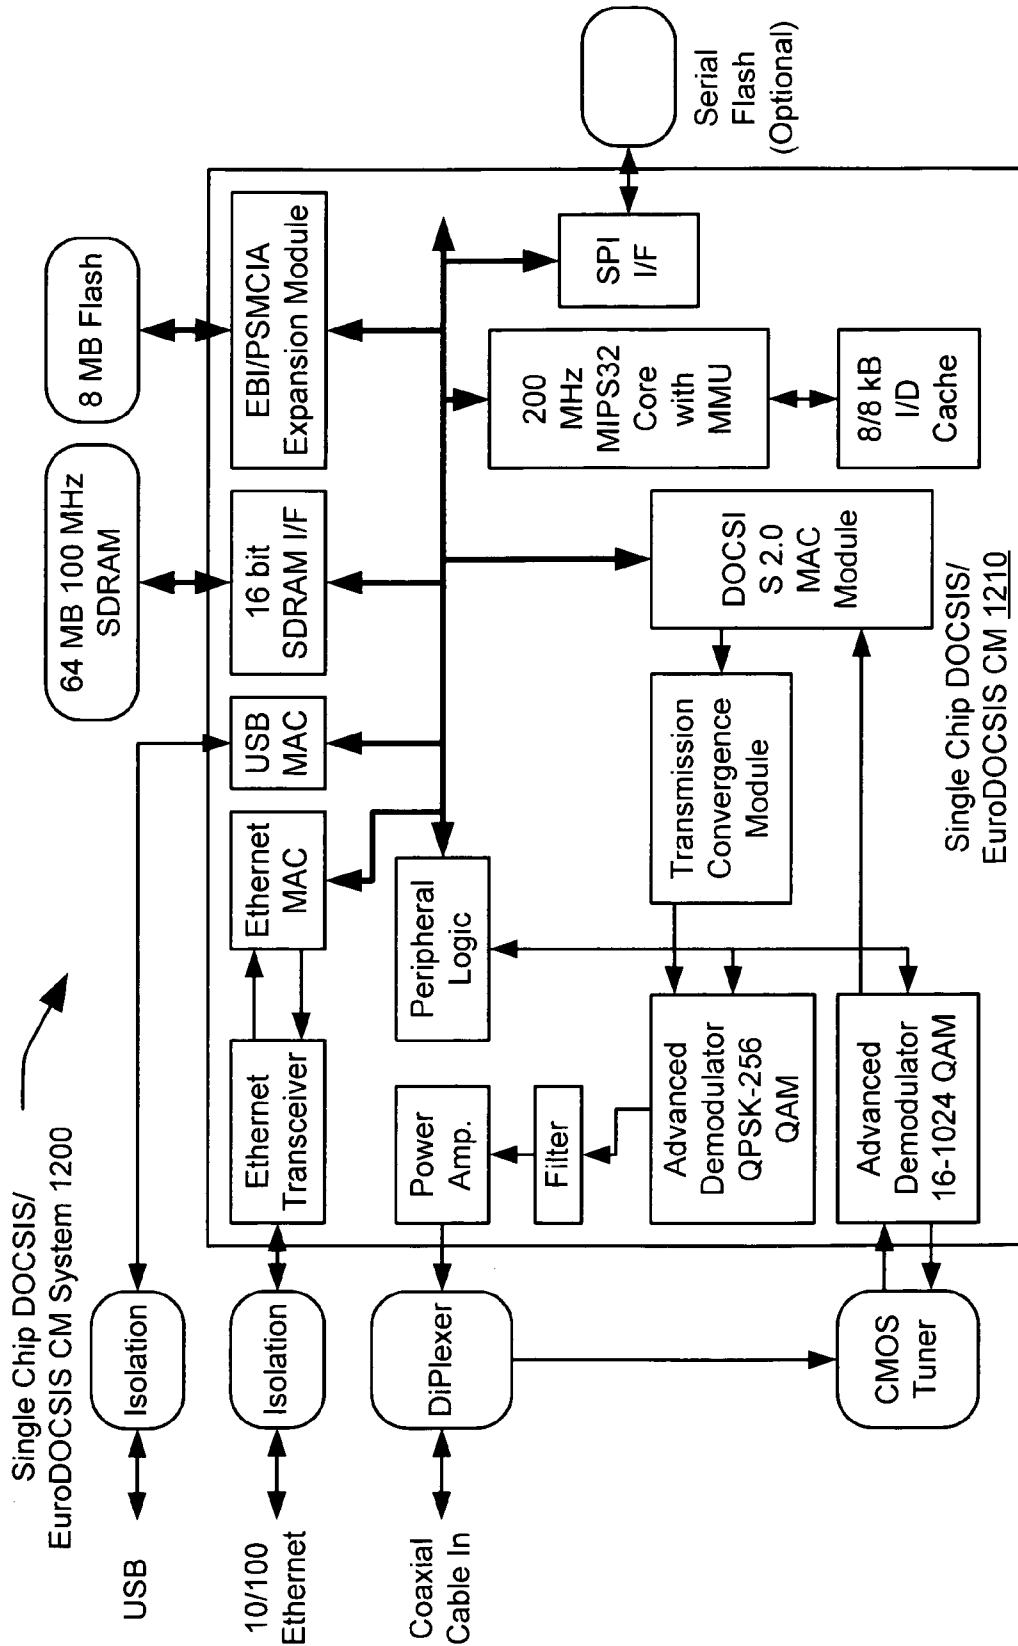 Single Chip DOCSIS/
EuroDOCSIS CM System 1200
USB
Isolation
10/100
Ethernet
Isolation
Coaxial
Cable In
DiPlexer
CMOS
Tuner
64 MB 100 MHz
SDRAM
8 MB Flash
Ethernet
Transceiver
Ethernet
MAC
USB
MAC
16 bit
SDRAM I/F
EBI/PSMCIA
Expansion Module
Power
Amp.
Peripheral
Logic
Filter
200
MHz
MIPS32
Core
with
MMU
SPI
I/F
Serial
Flash
(Optional)
Advanced
Demodulator
QPSK-256
QAM
Transmission
Convergence
Module
DOCSI
S 2.0
MAC
Module
8/8 kB
I/D
Cache
Advanced
Demodulator
16-1024 QAM
Single Chip DOCSIS/
EuroDOCSIS CM 1210